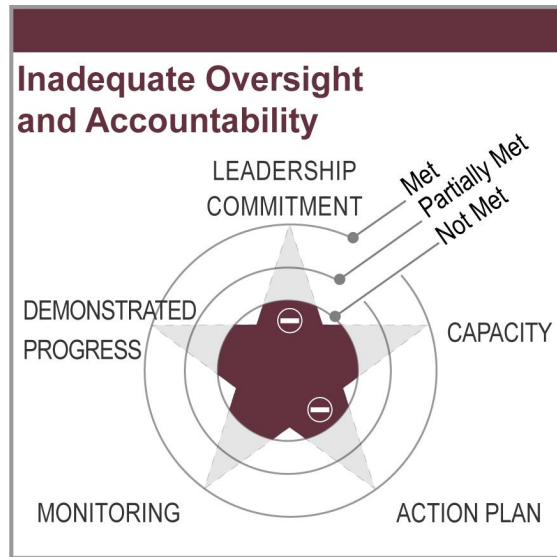 Inadequate Oversight
and Accountability
LEADERSHIP
COMMITMENT
Met
Partially Met
Not Met
DEMONSTRATED
PROGRESS
CAPACITY
MONITORING
ACTION PLAN